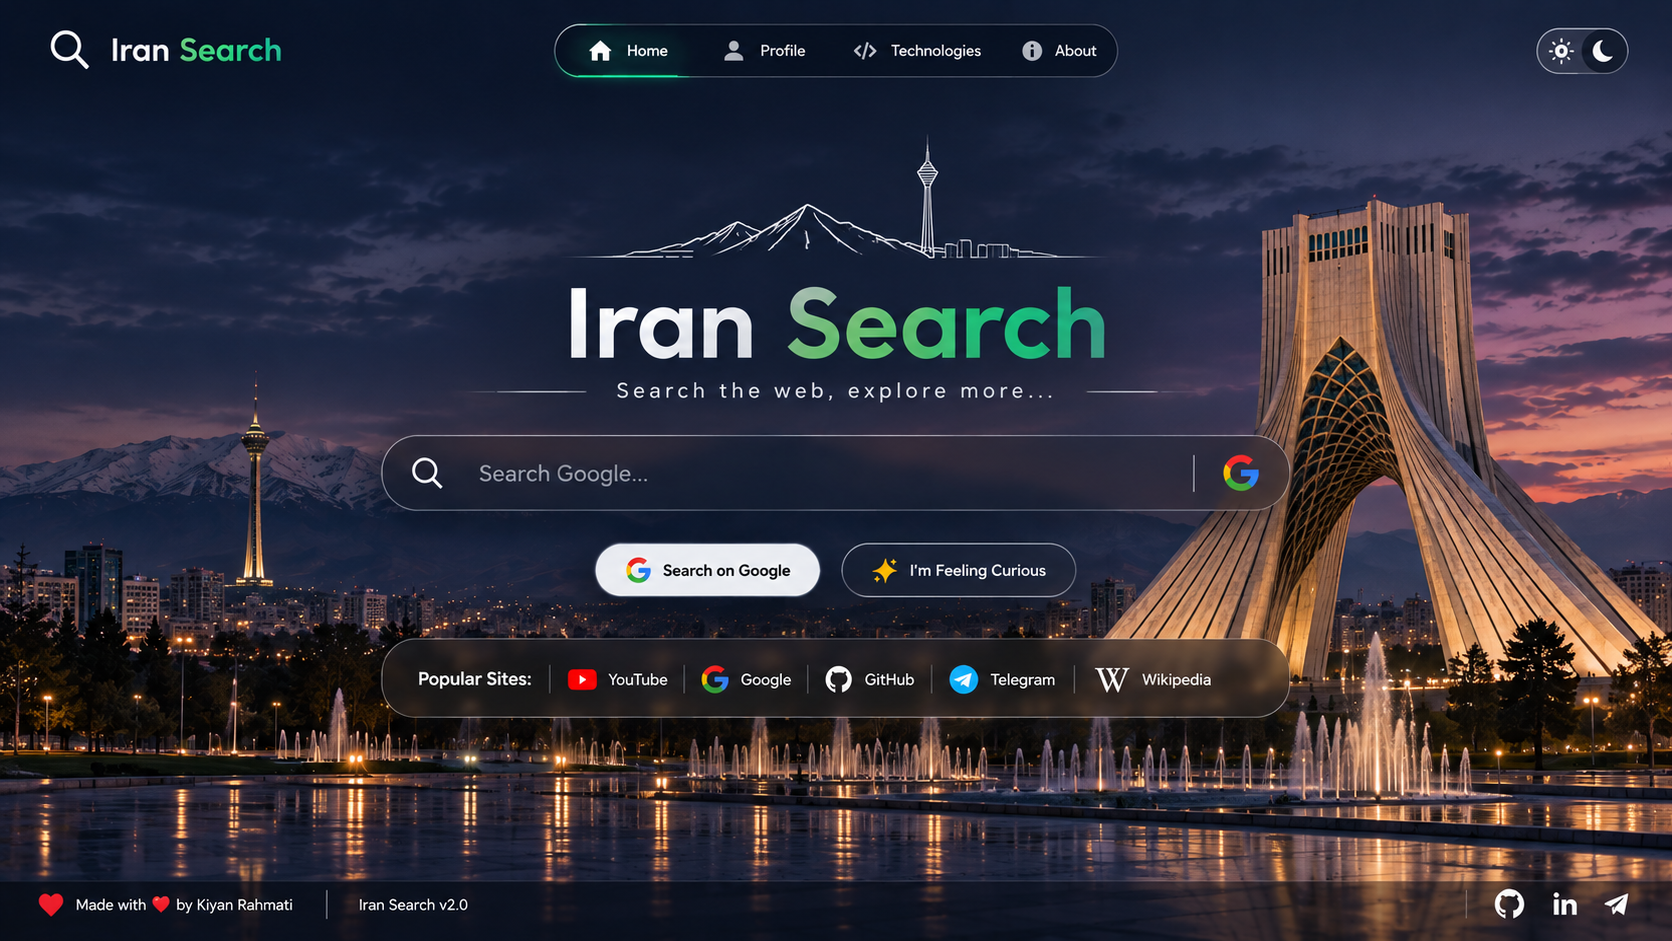 Iran Search
Home
Profile
Technologies
About
Iran Search
Search the web, explore more...
Search Google...
Search on Google
I'm Feeling Curious
Popular Sites:
YouTube
Google
GitHub
Telegram
Wikipedia
Made with ❤ by Kiyan Rahmati
Iran Search v2.0